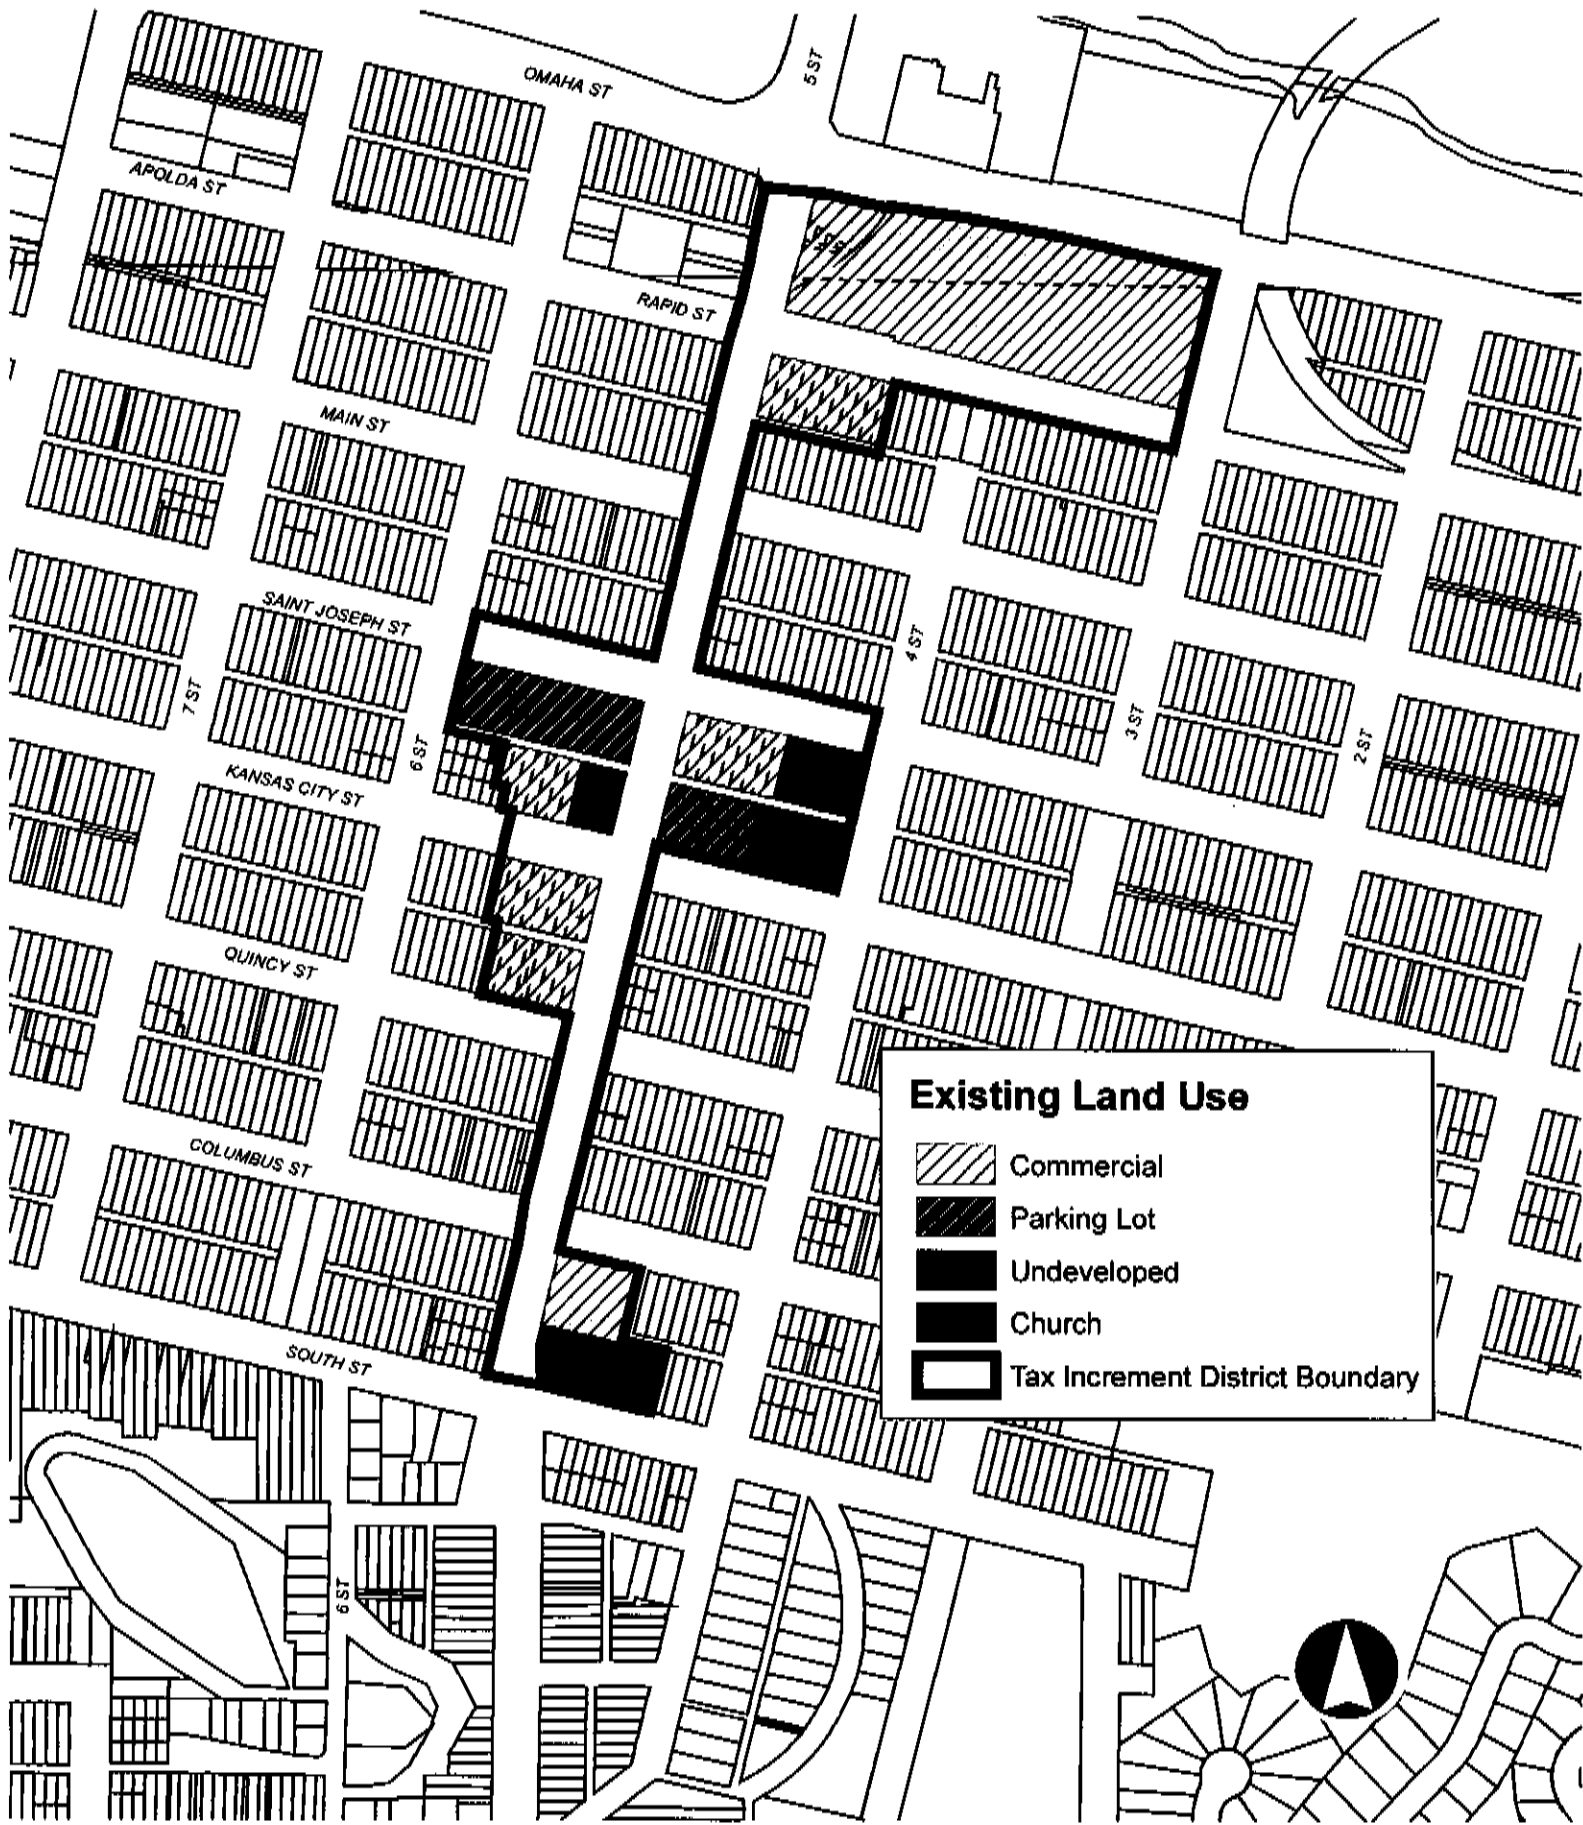 OMAHA ST
5 ST
APOLDA ST
RAPID ST
MAIN ST
SAINT JOSEPH ST
4 ST
7 ST
3 ST
6 ST
2 ST
KANSAS CITY ST
QUINCY ST
Existing Land Use
Commercial
COLUMBUS ST
Parking Lot
Undeveloped
Church
SOUTH ST
Tax Increment District Boundary
6 ST